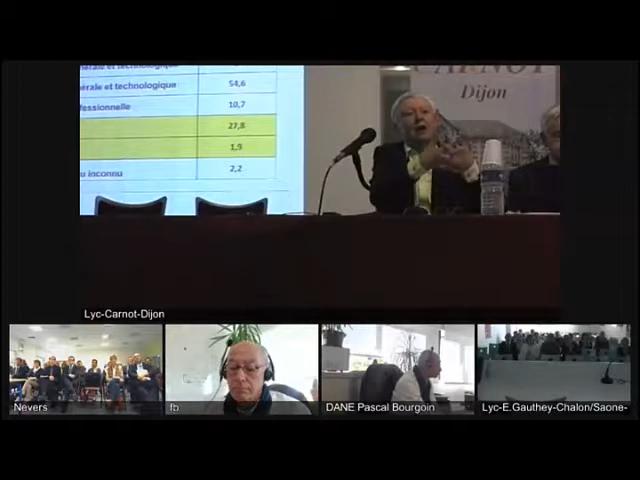 Dijon
érale et technologique
54,6
10,7
27,8
1,9
u inconnu
2,2
Lyc-Carnot-Dijon
Nevers
fb
DANE Pascal Bourgoin
Lyc-E.Gauthey-Chalon/Saone-